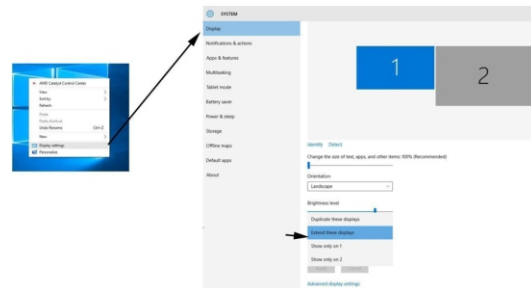 AMD Catalyst Control Center
View
Sort by
Refresh
Paste
Paste shortcut
Undo Rename Ctrl+Z
New
Display settings
Personalize
SYSTEM
Display
Notifications & actions
Apps & features
Multitasking
Tablet mode
Battery saver
Power & sleep
Storage
Offline maps
Default apps
About
1
2
Identify Detect
Change the size of text, apps, and other items: 100% (Recommended)
Orientation
Landscape
Brightness level
Duplicate these displays
Extend these displays
Show only on 1
Show only on 2
Advanced display settings